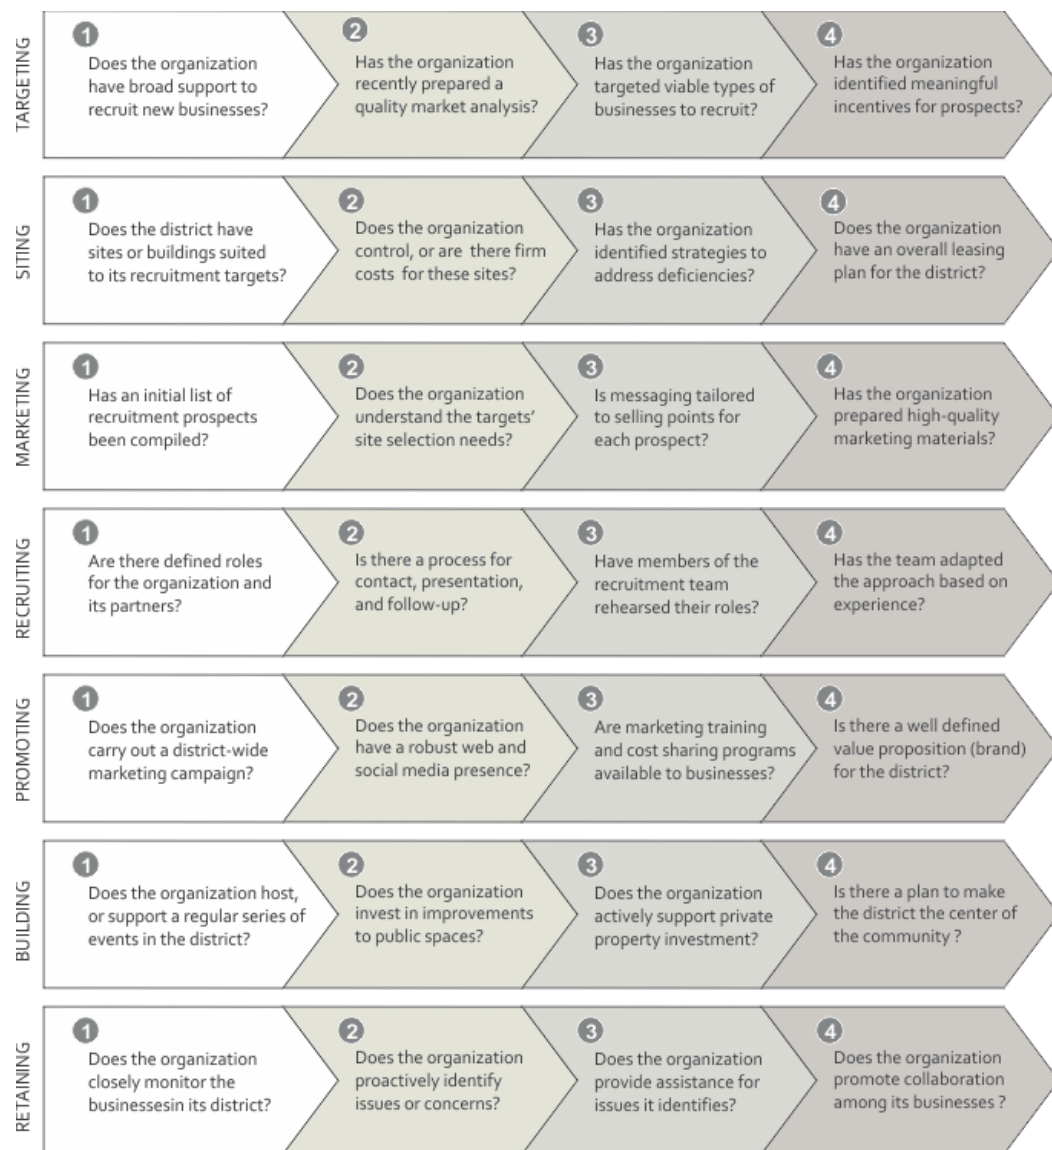 TARGETING
1
Does the organization
have broad support to
recruit new businesses?
2
Has the organization
recently prepared a
quality market analysis?
3
Has the organization
targeted viable types of
businesses to recruit?
4
Has the organization
identified meaningful
incentives for prospects?
SITING
1
Does the district have
sites or buildings suited
to its recruitment targets?
2
Does the organization
control, or are there firm
costs for these sites?
3
Has the organization
identified strategies to
address deficiencies?
4
Does the organization
have an overall leasing
plan for the district?
MARKETING
1
Has an initial list of
recruitment prospects
been compiled?
2
Does the organization
understand the targets’
site selection needs?
3
Is messaging tailored
to selling points for
each prospect?
4
Has the organization
prepared high-quality
marketing materials?
RECRUITING
1
Are there defined roles
for the organization and
its partners?
2
Is there a process for
contact, presentation,
and follow-up?
3
Have members of the
recruitment team
rehearsed their roles?
4
Has the team adapted
the approach based on
experience?
PROMOTING
1
Does the organization
carry out a district-wide
marketing campaign?
2
Does the organization
have a robust web and
social media presence?
3
Are marketing training
and cost sharing programs
available to businesses?
4
Is there a well defined
value proposition (brand)
for the district?
BUILDING
1
Does the organization host,
or support a regular series of
events in the district?
2
Does the organization
invest in improvements
to public spaces?
3
Does the organization
actively support private
property investment?
4
Is there a plan to make
the district the center of
the community ?
RETAINING
1
Does the organization
closely monitor the
businessesin its district?
2
Does the organization
proactively identify
issues or concerns?
3
Does the organization
provide assistance for
issues it identifies?
4
Does the organization
promote collaboration
among its businesses ?